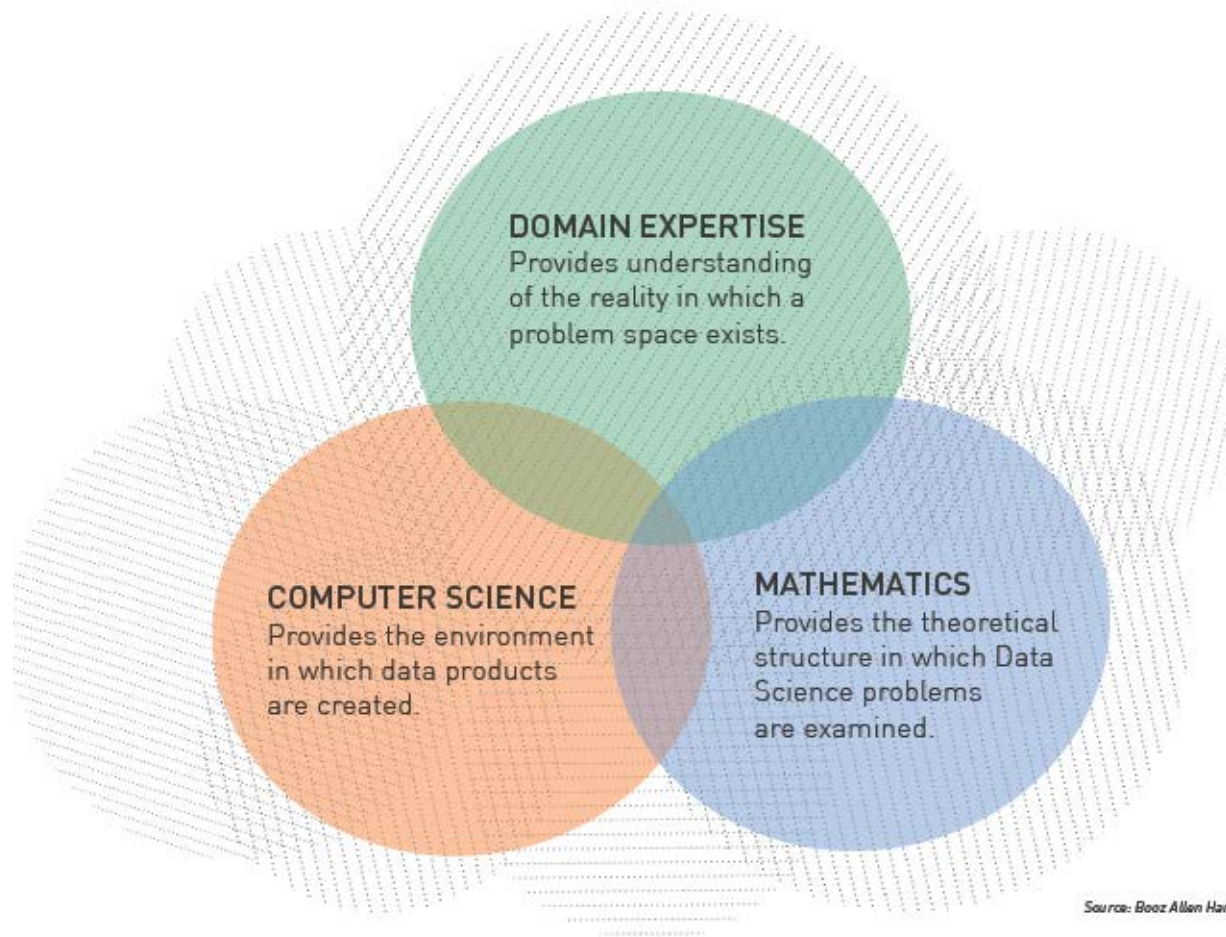 DOMAIN EXPERTISE
Provides understanding
of the reality in which a
problem space exists.
COMPUTER SCIENCE
Provides the environment
in which data products
are created.
MATHEMATICS
Provides the theoretical
structure in which Data
Science problems
are examined.
Source: Booz Allen